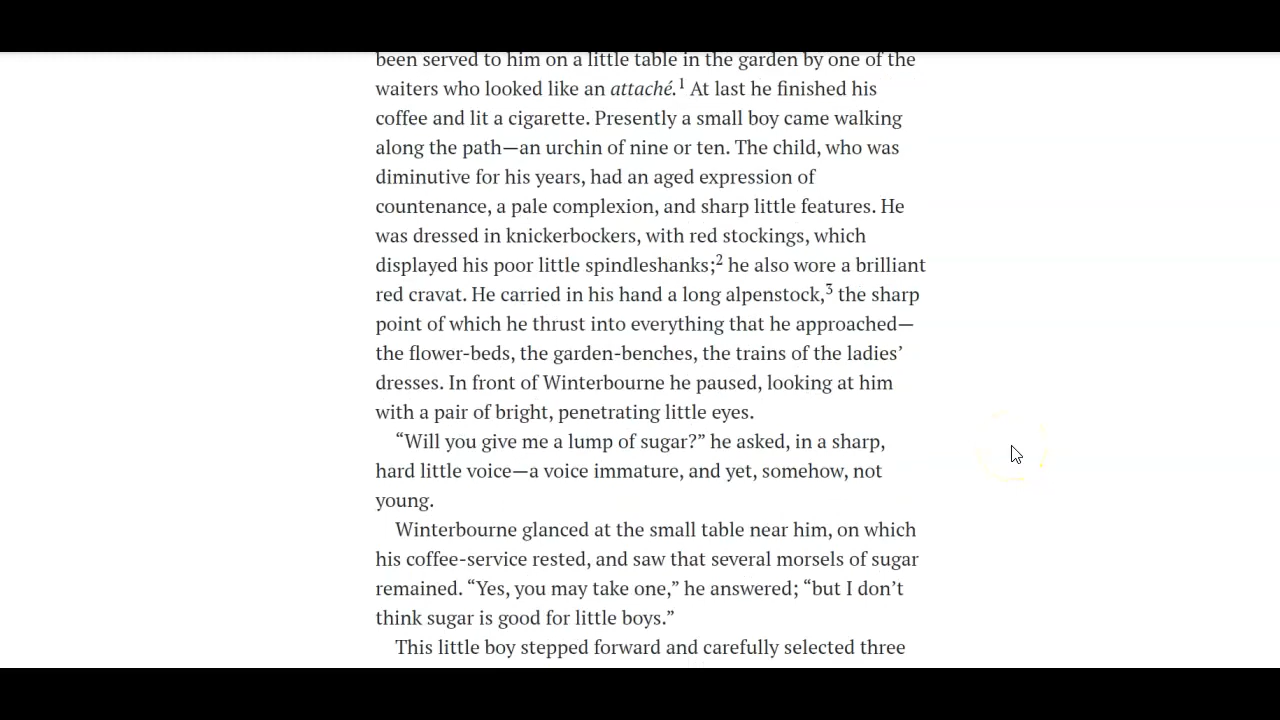 been served to him on a little table in the garden by one of the
waiters who looked like an attaché.¹ At last he finished his
coffee and lit a cigarette. Presently a small boy came walking
along the path—an urchin of nine or ten. The child, who was
diminutive for his years, had an aged expression of
countenance, a pale complexion, and sharp little features. He
was dressed in knickerbockers, with red stockings, which
displayed his poor little spindleshanks;² he also wore a brilliant
red cravat. He carried in his hand a long alpenstock,³ the sharp
point of which he thrust into everything that he approached—
the flower-beds, the garden-benches, the trains of the ladies’
dresses. In front of Winterbourne he paused, looking at him
with a pair of bright, penetrating little eyes.
“Will you give me a lump of sugar?” he asked, in a sharp,
hard little voice—a voice immature, and yet, somehow, not
young.
Winterbourne glanced at the small table near him, on which
his coffee-service rested, and saw that several morsels of sugar
remained. “Yes, you may take one,” he answered; “but I don’t
think sugar is good for little boys.”
This little boy stepped forward and carefully selected three